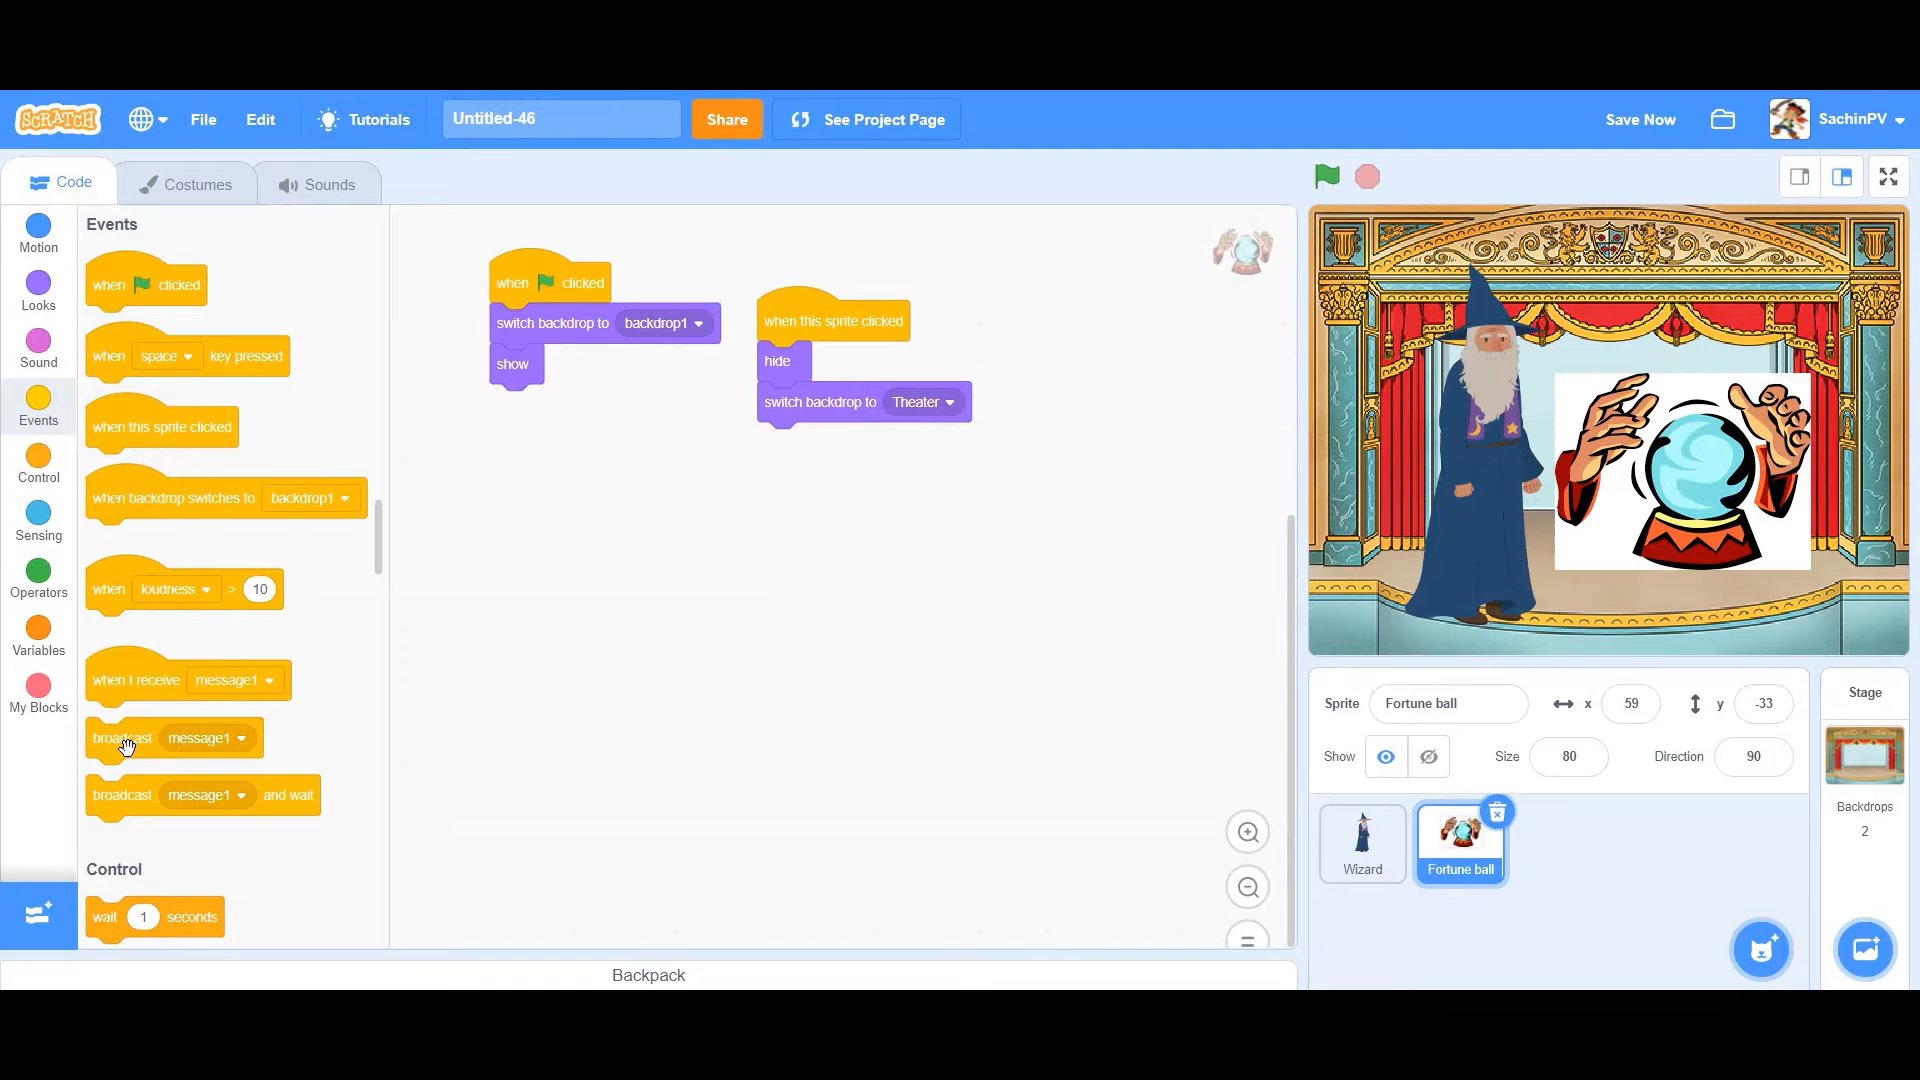 SCRATCH File Edit Tutorials Untitled-46 Share See Project Page Save Now SachinPV
Code Costumes Sounds
Motion
Looks
Sound
Events
Control
Sensing
Operators
Variables
My Blocks
Events
when clicked
when space key pressed
when this sprite clicked
when backdrop switches to backdrop1
when loudness > 10
when I receive message1
broadcast message1
broadcast message1 and wait
Control
wait 1 seconds
when clicked
switch backdrop to backdrop1
show
when this sprite clicked
hide
switch backdrop to Theater
Backpack
Sprite Fortune ball x 59 y -33
Show Size 80 Direction 90
Wizard
Fortune ball
Stage
Backdrops
2